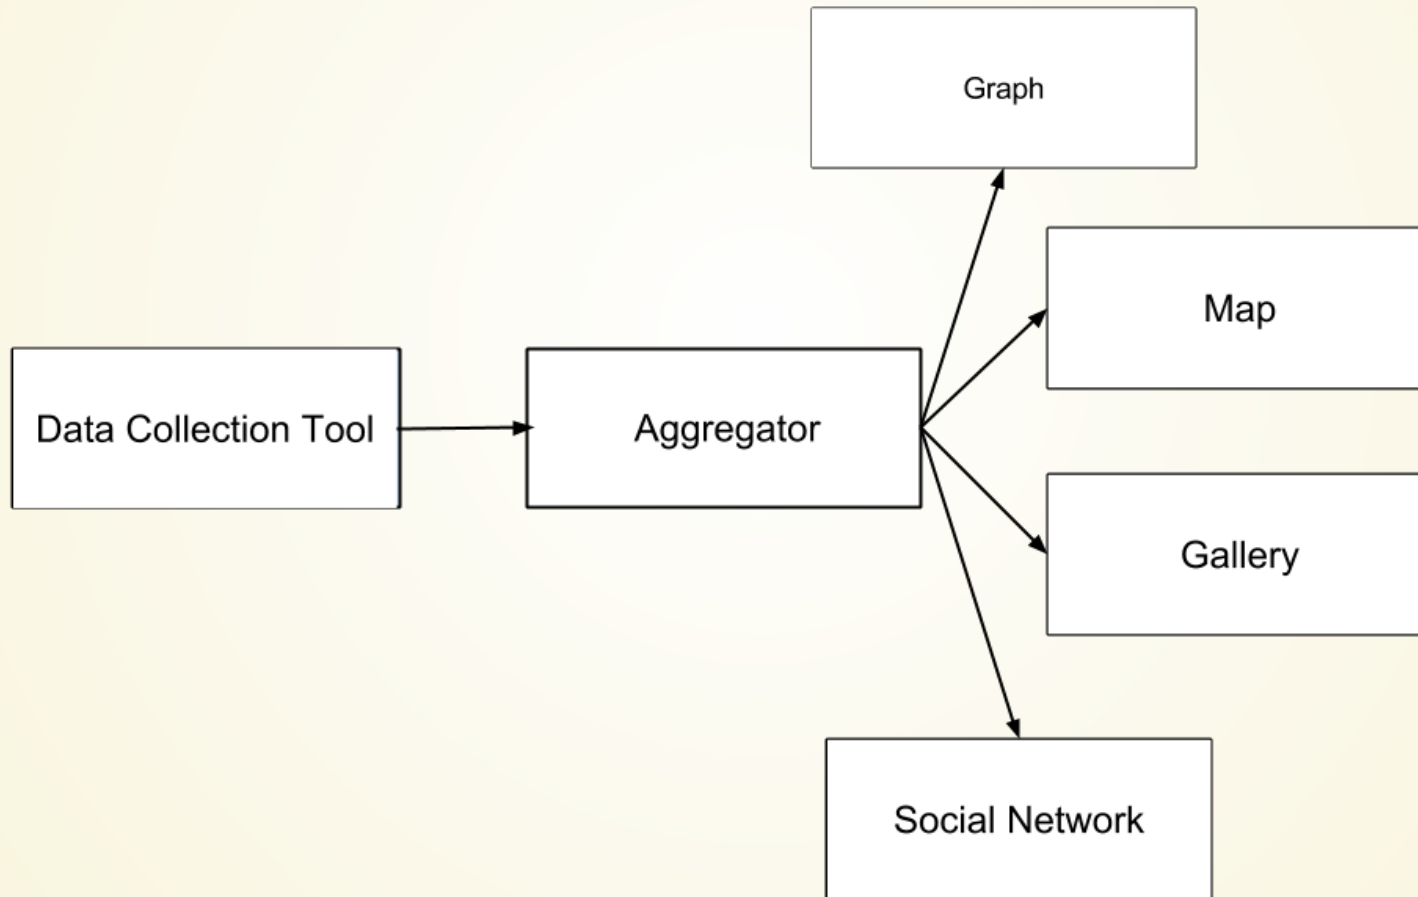 Graph
Map
Data Collection Tool
Aggregator
Gallery
Social Network